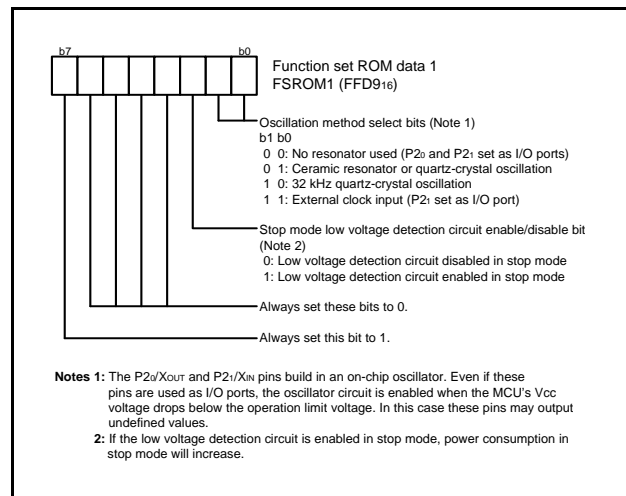 b7 b0
Function set ROM data 1
FSROM1 (FFD9₁₆)
Oscillation method select bits (Note 1)
b1 b0
0 0: No resonator used (P2₀ and P2₁ set as I/O ports)
0 1: Ceramic resonator or quartz-crystal oscillation
1 0: 32 kHz quartz-crystal oscillation
1 1: External clock input (P2₁ set as I/O port)
Stop mode low voltage detection circuit enable/disable bit
(Note 2)
0: Low voltage detection circuit disabled in stop mode
1: Low voltage detection circuit enabled in stop mode
Always set these bits to 0.
Always set this bit to 1.
Notes 1: The P2₀/XOUT and P2₁/XIN pins build in an on-chip oscillator. Even if these
pins are used as I/O ports, the oscillator circuit is enabled when the MCU's Vcc
voltage drops below the operation limit voltage. In this case these pins may output
undefined values.
2: If the low voltage detection circuit is enabled in stop mode, power consumption in
stop mode will increase.